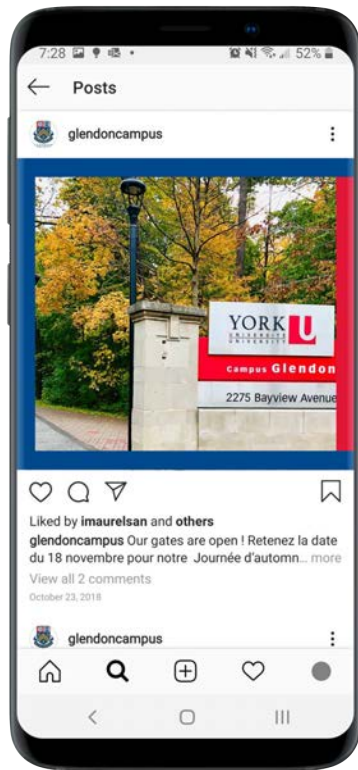 7:28
52%
Posts
glendoncampus
YORK U
UNIVERSITÉ
UNIVERSITY
campus Glendon
2275 Bayview Avenue
Liked by imaurelsan and others
glendoncampus Our gates are open ! Retenez la date
du 18 novembre pour notre Journée d'automn... more
View all 2 comments
October 23, 2018
glendoncampus